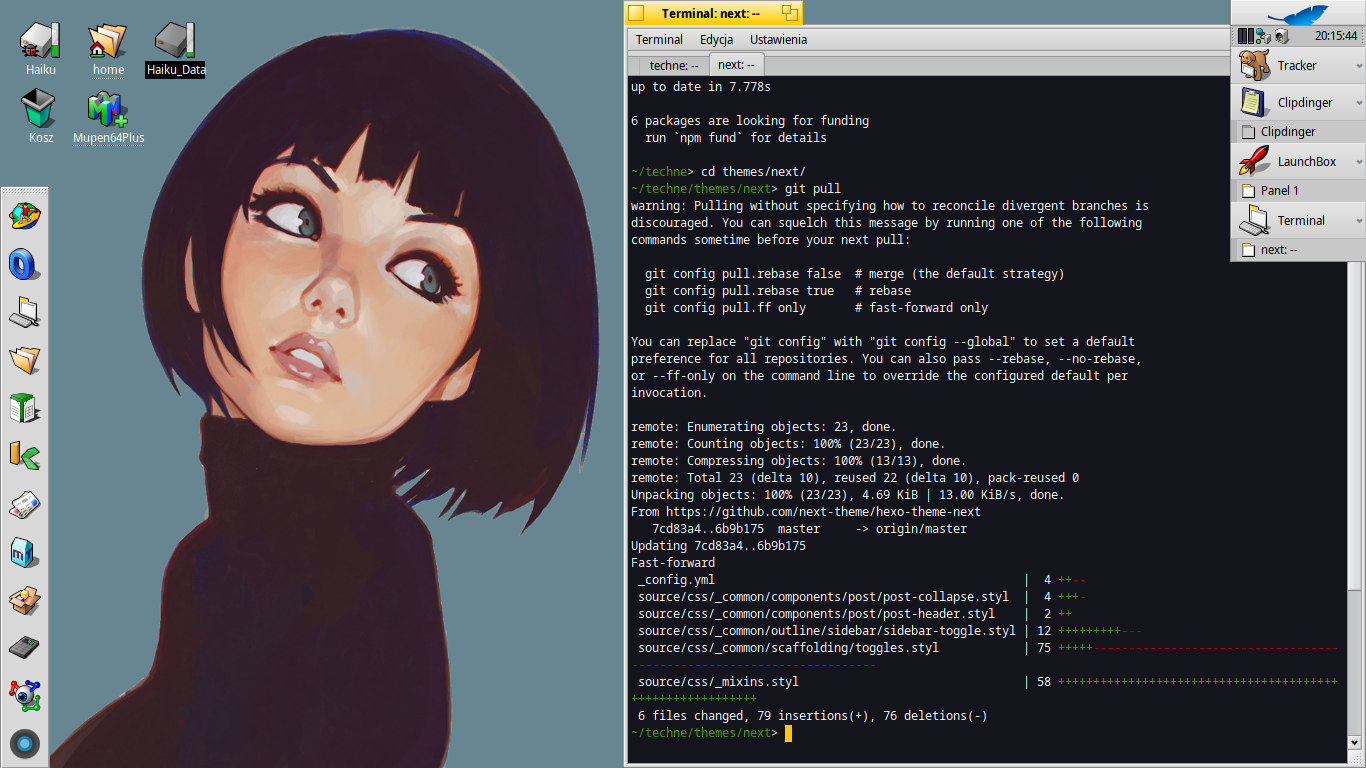 Haiku
home
Haiku_Data
Kosz
Mupen64Plus
Terminal: next: --
Terminal Edycja Ustawienia
techne: -- next: --
up to date in 7.778s
6 packages are looking for funding
run `npm fund` for details
~/techne> cd themes/next/
~/techne/themes/next> git pull
warning: Pulling without specifying how to reconcile divergent branches is
discouraged. You can squelch this message by running one of the following
commands sometime before your next pull:
git config pull.rebase false # merge (the default strategy)
git config pull.rebase true # rebase
git config pull.ff only # fast-forward only
You can replace "git config" with "git config --global" to set a default
preference for all repositories. You can also pass --rebase, --no-rebase,
or --ff-only on the command line to override the configured default per
invocation.
remote: Enumerating objects: 23, done.
remote: Counting objects: 100% (23/23), done.
remote: Compressing objects: 100% (13/13), done.
remote: Total 23 (delta 10), reused 22 (delta 10), pack-reused 0
Unpacking objects: 100% (23/23), 4.69 KiB | 13.00 KiB/s, done.
From https://github.com/next-theme/hexo-theme-next
7cd83a4..6b9b175 master -> origin/master
Updating 7cd83a4..6b9b175
Fast-forward
_config.yml | 4 ++--
source/css/_common/components/post/post-collapse.styl | 4 +++-
source/css/_common/components/post/post-header.styl | 2 ++
source/css/_common/outline/sidebar/sidebar-toggle.styl | 12 +++++++++---
source/css/_common/scaffolding/toggles.styl | 75 +++++-----------------------------------
-----------------------------------
source/css/_mixins.styl | 58 ++++++++++++++++++++++++++++++++++++++++
++++++++++++++++++
6 files changed, 79 insertions(+), 76 deletions(-)
~/techne/themes/next>
20:15:44
Tracker
Clipdinger
Clipdinger
LaunchBox
Panel 1
Terminal
next: --